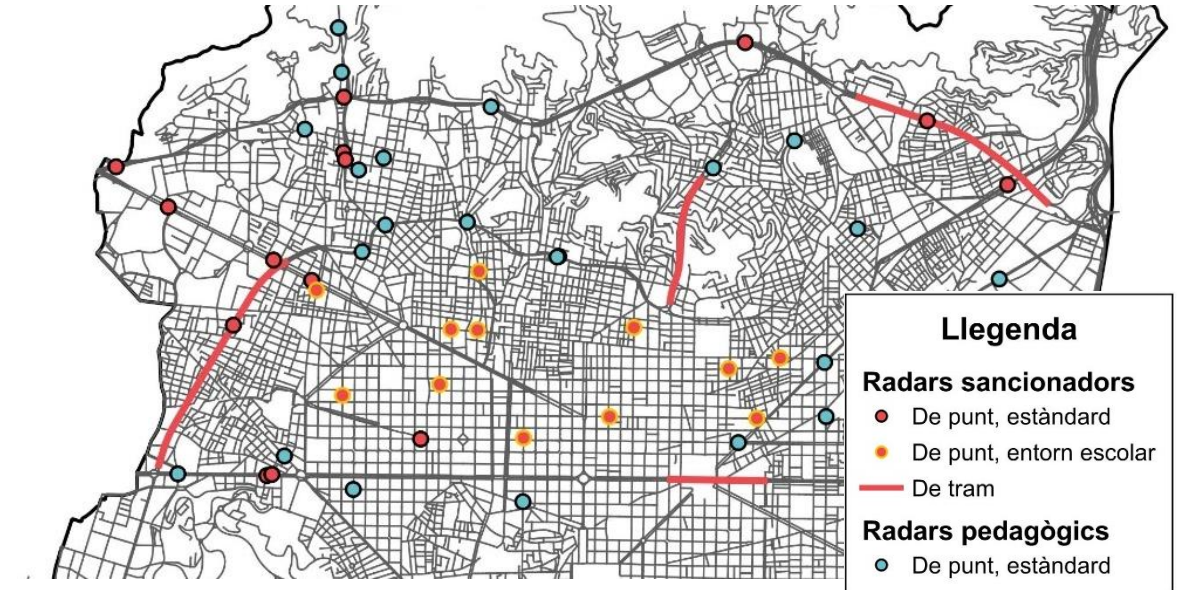 Llegenda
Radars sancionadors
De punt, estàndard
De punt, entorn escolar
De tram
Radars pedagògics
De punt, estàndard